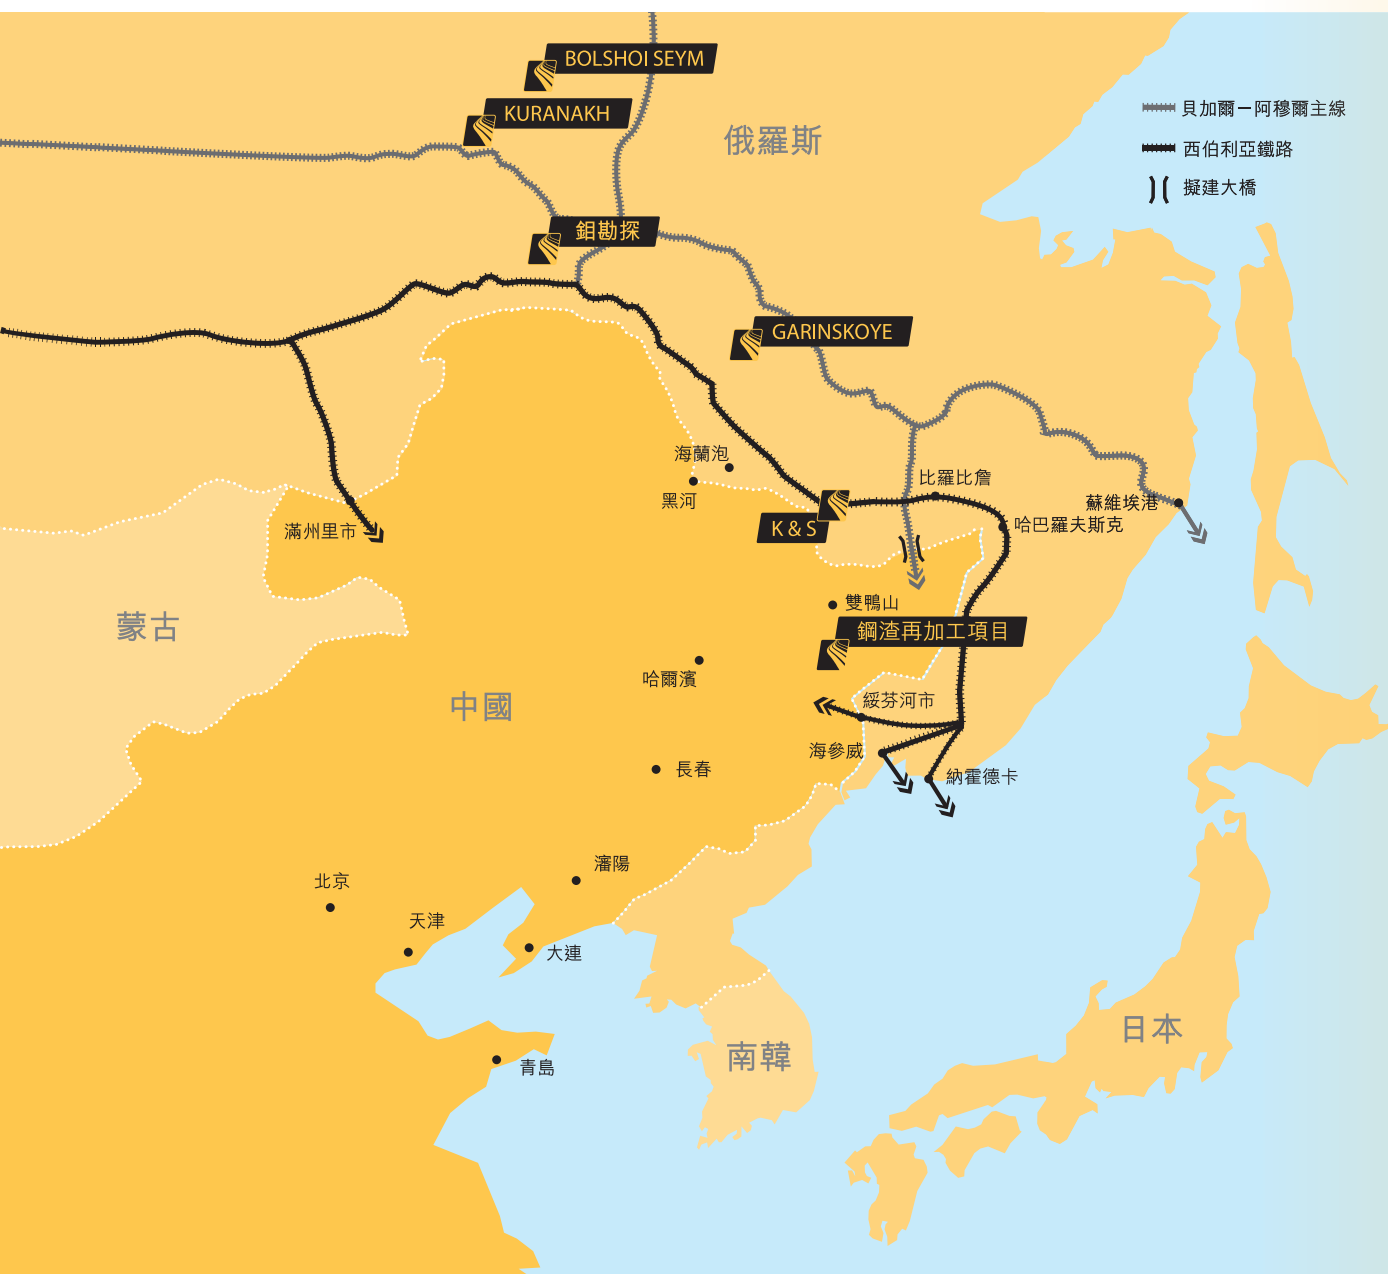 BOLSHOI SEYM
KURANAKH
俄羅斯
貝加爾－阿穆爾主線
西伯利亞鐵路
擬建大橋
鉬勘探
GARINSKOYE
海蘭泡
黑河
比羅比詹
蘇維埃港
哈巴羅夫斯克
K & S
滿州里市
蒙古
雙鴨山
鋼渣再加工項目
哈爾濱
中國
綏芬河市
海參威
納霍德卡
長春
瀋陽
北京
天津
大連
日本
南韓
青島